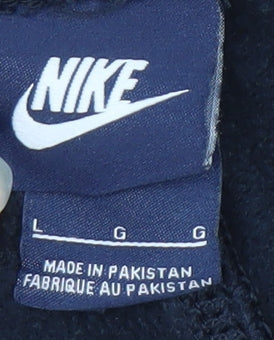 NIKE
L G G
MADE IN PAKISTAN
FABRIQUE AU PAKISTAN